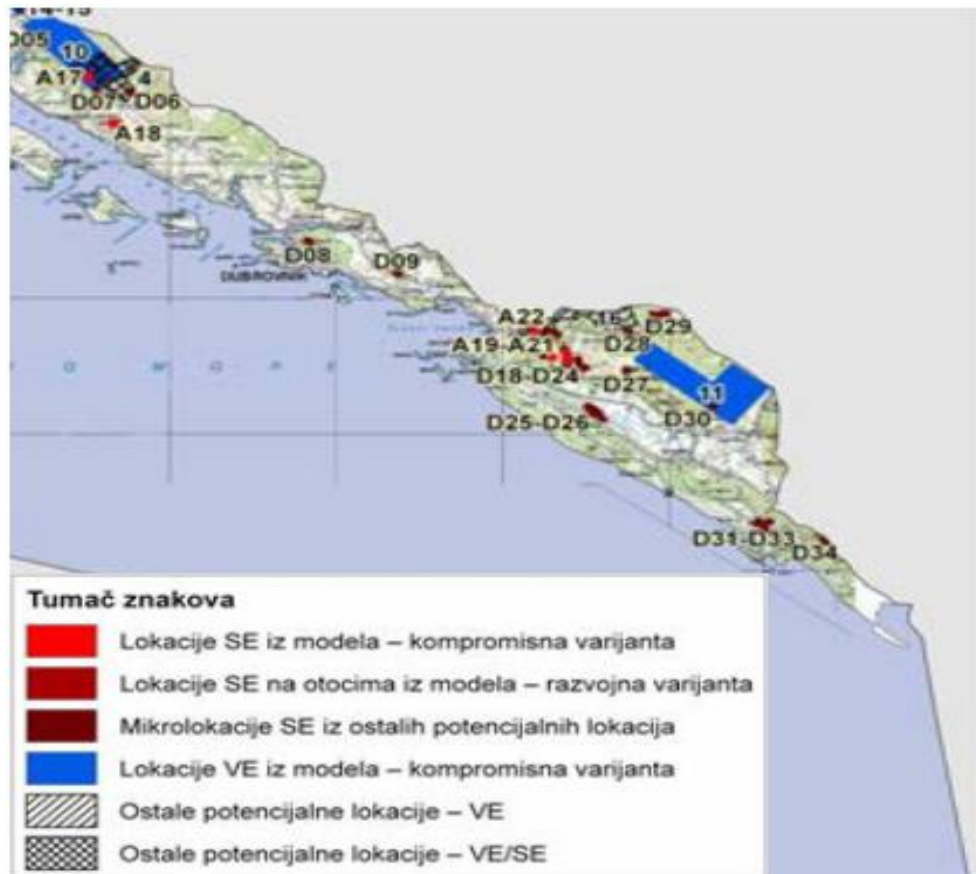 14-15
D05
10
A17
4
D07
D06
A18
D08
D09
DUBROVNIK
A22
16
D29
A19-A21
D28
D18-D24
D27
11
D25-D26
D30
D31-D33
D34
Tumač znakova
Lokacije SE iz modela – kompromisna varijanta
Lokacije SE na otocima iz modela – razvojna varijanta
Mikrolokacije SE iz ostalih potencijalnih lokacija
Lokacije VE iz modela – kompromisna varijanta
Ostale potencijalne lokacije – VE
Ostale potencijalne lokacije – VE/SE